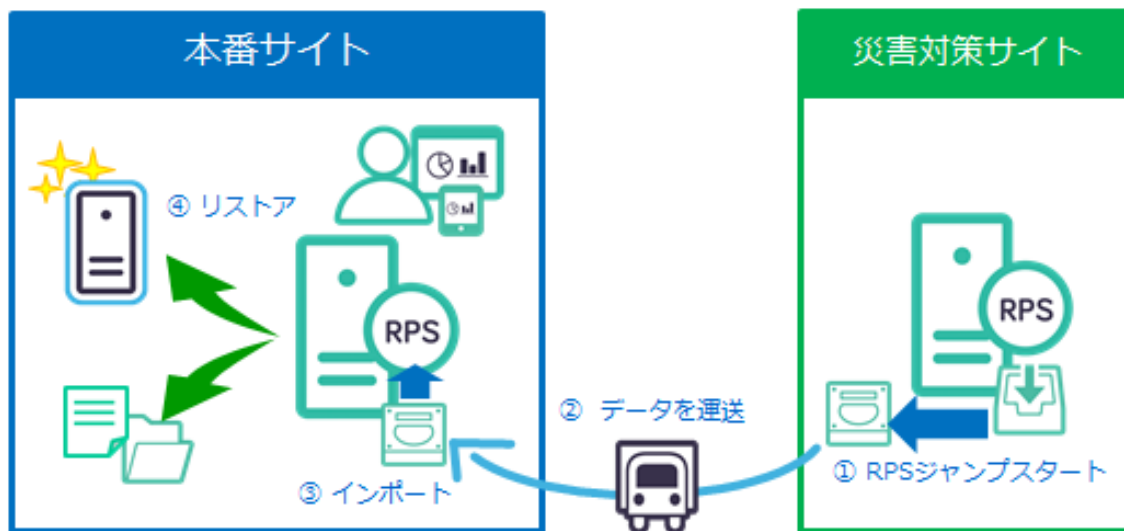 本番サイト
災害対策サイト
④ リストア
RPS
RPS
② データを運送
① RPSジャンプスタート
③ インポート